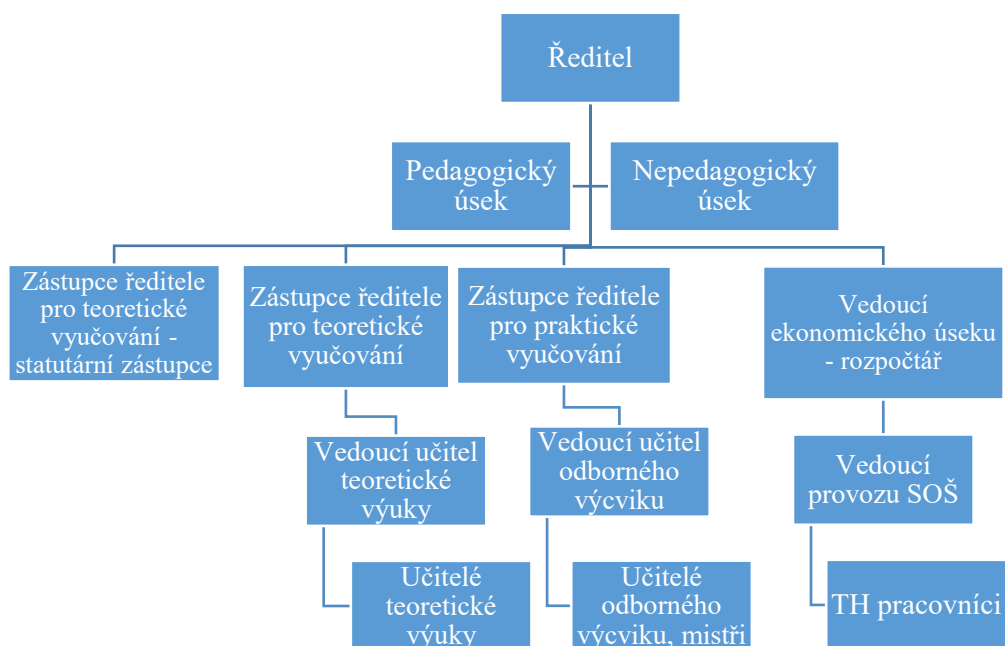 Ředitel
Pedagogický
úsek
Nepedagogický
úsek
Zástupce ředitele
pro teoretické
vyučování -
statutární zástupce
Zástupce ředitele
pro teoretické
vyučování
Zástupce ředitele
pro praktické
vyučování
Vedoucí
ekonomického úseku
- rozpočtář
Vedoucí učitel
teoretické
výuky
Vedoucí učitel
odborného
výcviku
Vedoucí
provozu SOŠ
Učitelé
teoretické
výuky
Učitelé
odborného
výcviku, mistři
TH pracovníci